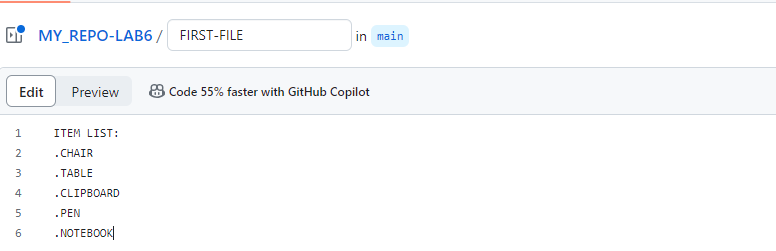 MY_REPO-LAB6 / FIRST-FILE in main
Edit Preview Code 55% faster with GitHub Copilot
1 ITEM LIST:
2 .CHAIR
3 .TABLE
4 .CLIPBOARD
5 .PEN
6 .NOTEBOOK